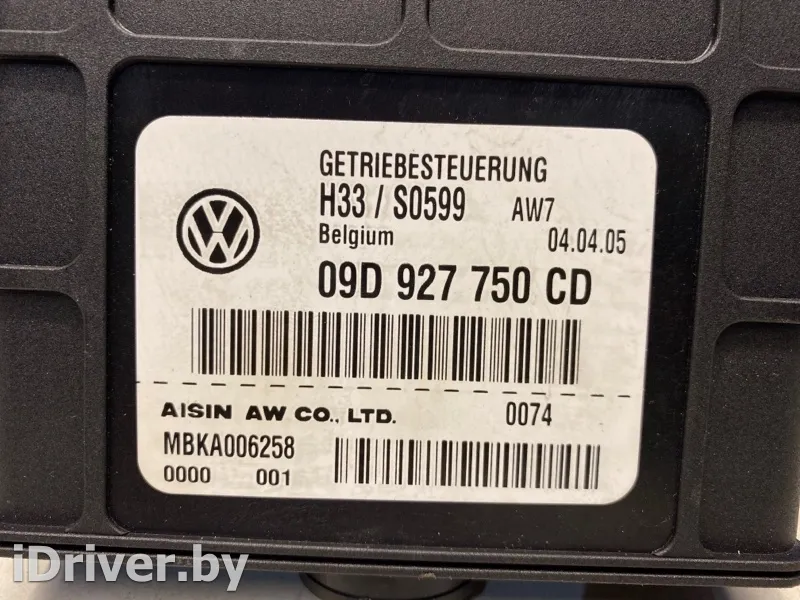 GETRIEBESTEUERUNG
H33 / S0599 AW7
Belgium 04.04.05
09D 927 750 CD
AISIN AW CO., LTD. 0074
MBKA006258
0000 001
iDriver.by